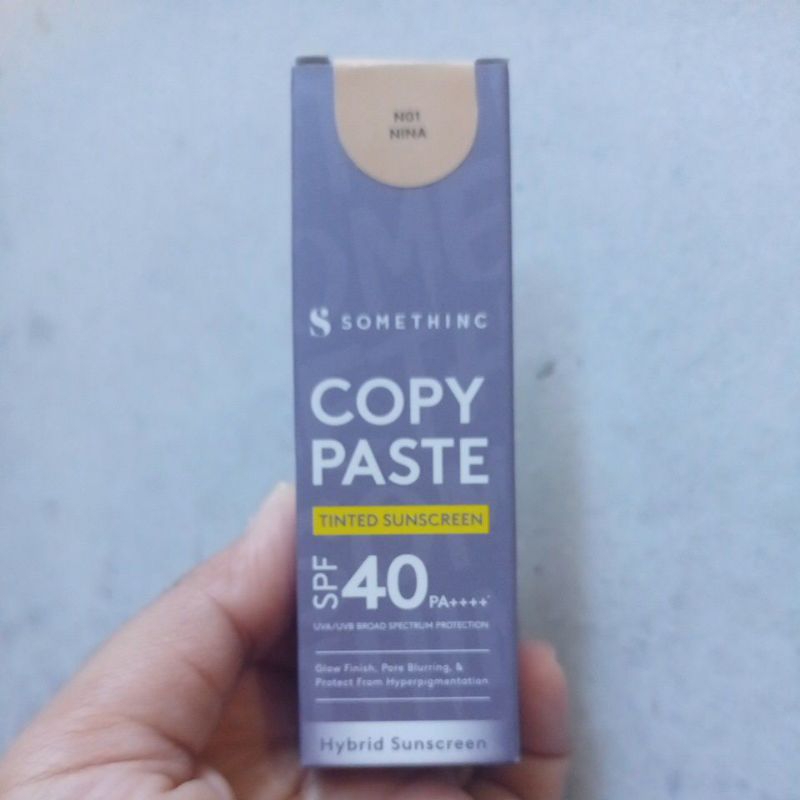 N01
NINA
SOMETHINC
COPY
PASTE
TINTED SUNSCREEN
SPF 40 PA++++
UVA/UVB BROAD SPECTRUM PROTECTION
Glow Finish, Pore Blurring, &
Protect From Hyperpigmentation
Hybrid Sunscreen